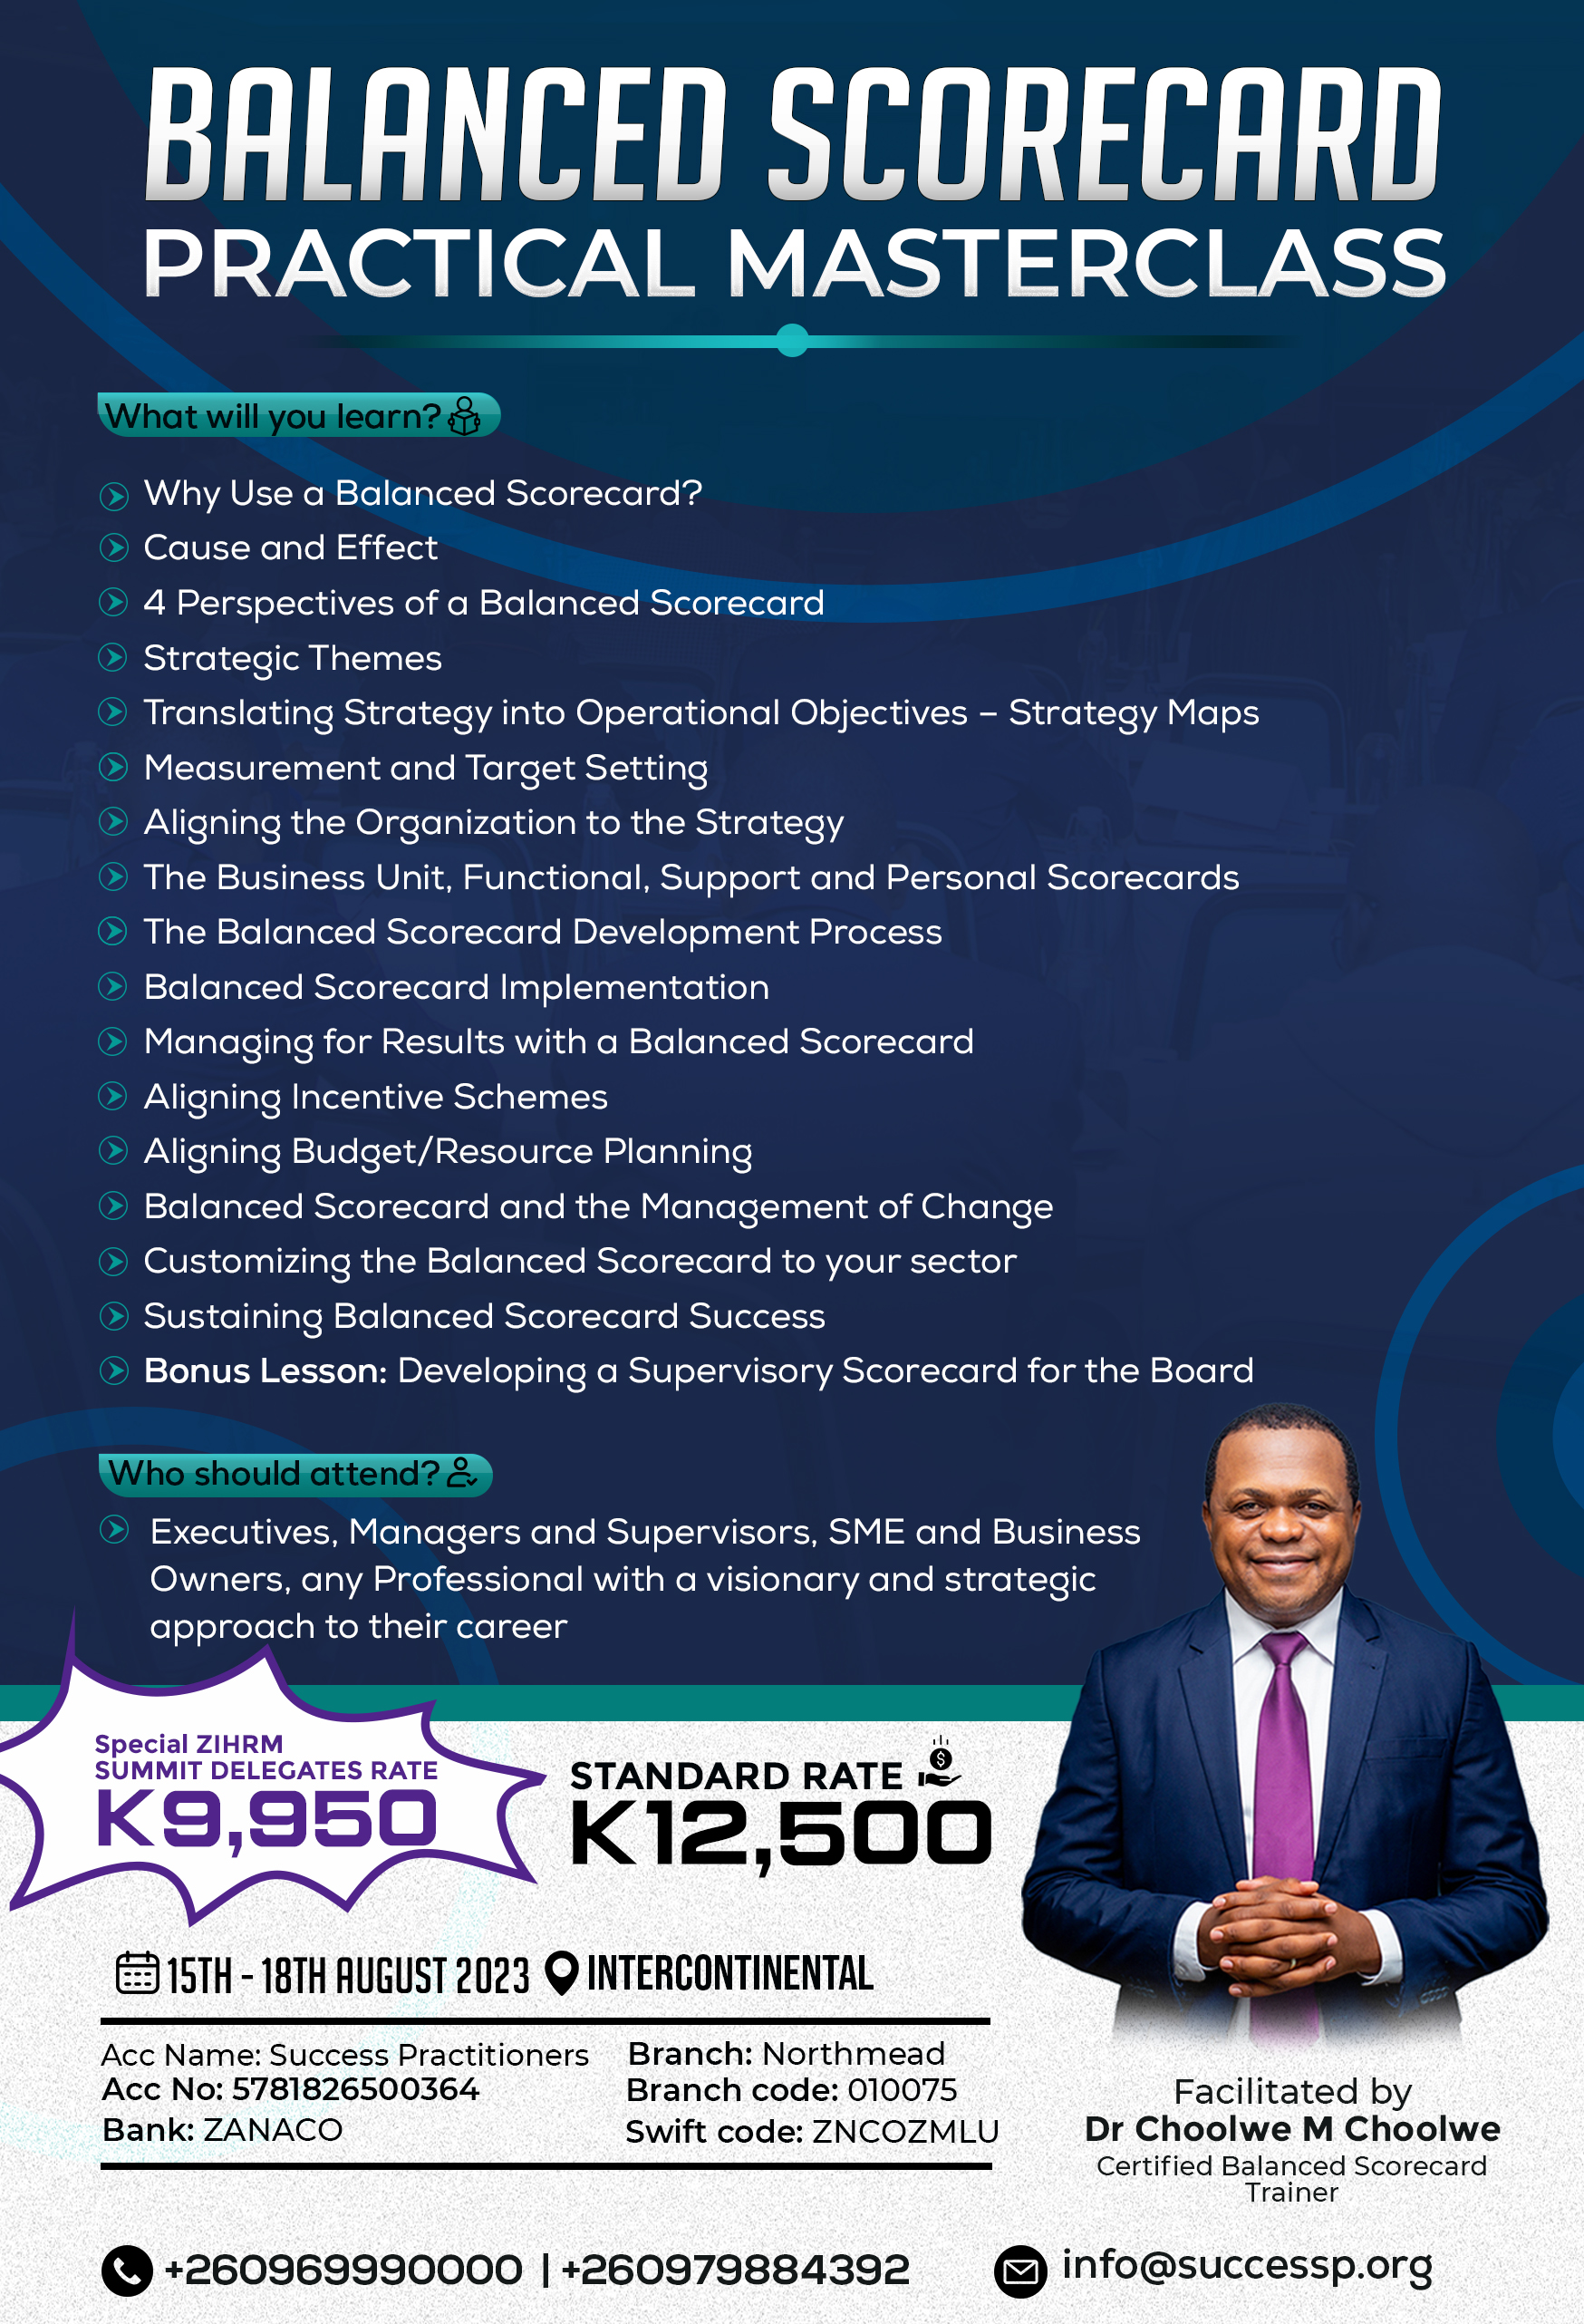 BALANCED SCORECARD
PRACTICAL MASTERCLASS
What will you learn?
Why Use a Balanced Scorecard?
Cause and Effect
4 Perspectives of a Balanced Scorecard
Strategic Themes
Translating Strategy into Operational Objectives – Strategy Maps
Measurement and Target Setting
Aligning the Organization to the Strategy
The Business Unit, Functional, Support and Personal Scorecards
The Balanced Scorecard Development Process
Balanced Scorecard Implementation
Managing for Results with a Balanced Scorecard
Aligning Incentive Schemes
Aligning Budget/Resource Planning
Balanced Scorecard and the Management of Change
Customizing the Balanced Scorecard to your sector
Sustaining Balanced Scorecard Success
Bonus Lesson: Developing a Supervisory Scorecard for the Board
Who should attend?
Executives, Managers and Supervisors, SME and Business
Owners, any Professional with a visionary and strategic
approach to their career
Special ZIHRM
SUMMIT DELEGATES RATE
K9,950
STANDARD RATE
K12,500
15TH - 18TH AUGUST 2023
INTERCONTINENTAL
Acc Name: Success Practitioners
Acc No: 5781826500364
Bank: ZANACO
Branch: Northmead
Branch code: 010075
Swift code: ZNCOZMLU
Facilitated by
Dr Choolwe M Choolwe
Certified Balanced Scorecard
Trainer
+260969990000 | +260979884392
info@successp.org